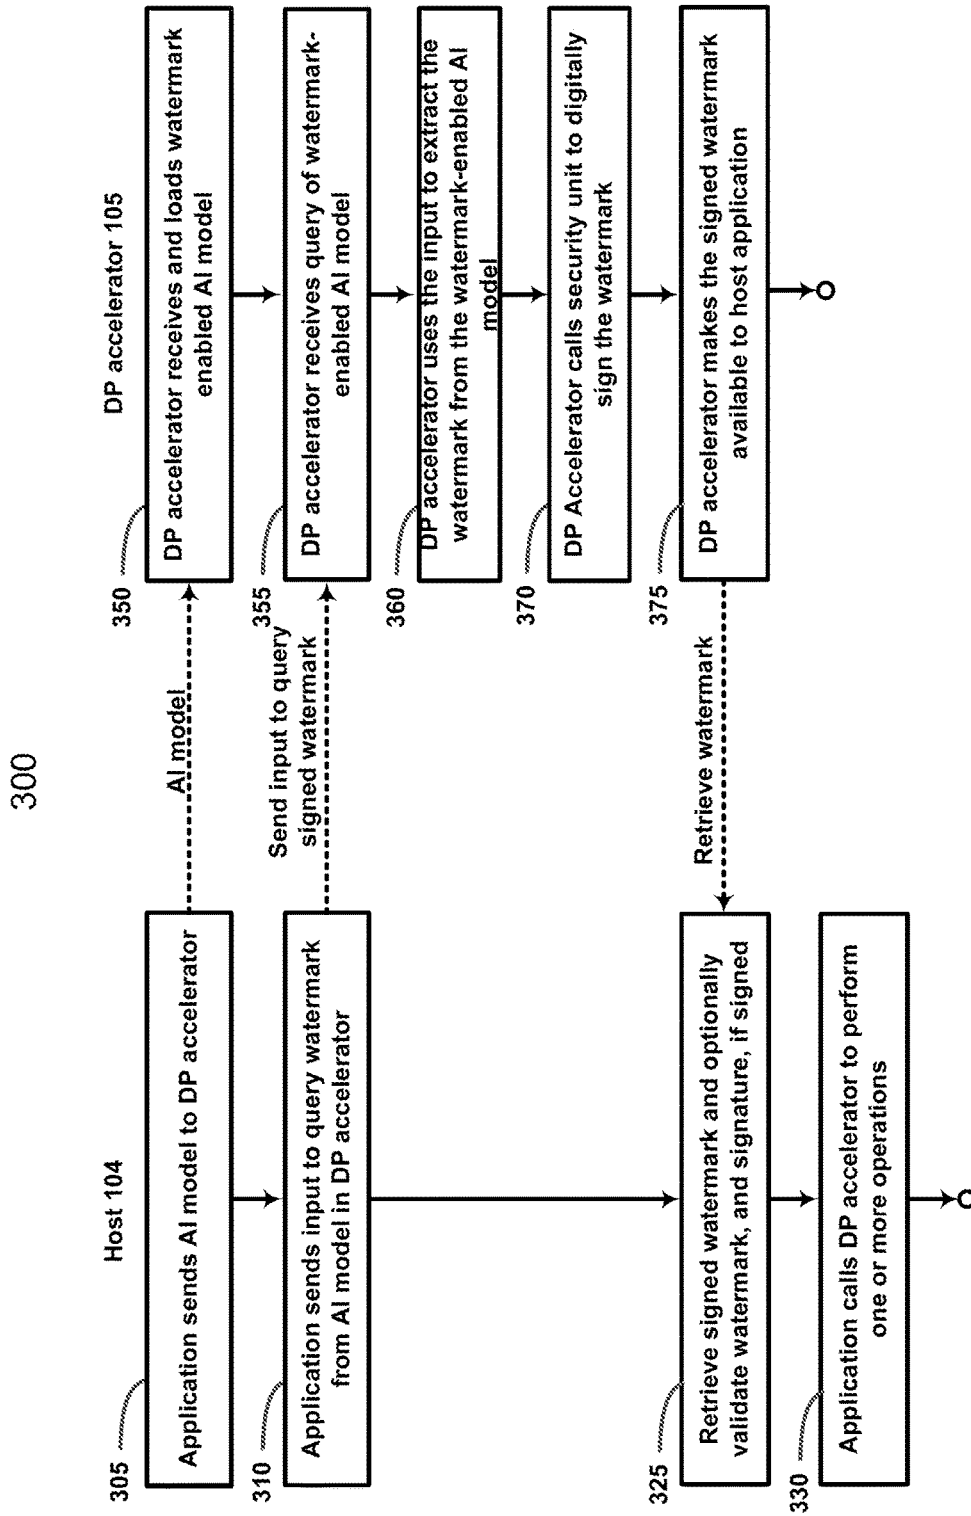 300
Host 104
DP accelerator 105
305
Application sends AI model to DP accelerator
AI model
350
DP accelerator receives and loads watermark
enabled AI model
310
Application sends input to query watermark
from AI model in DP accelerator
Send input to query
signed watermark
355
DP accelerator receives query of watermark-
enabled AI model
360
DP accelerator uses the input to extract the
watermark from the watermark-enabled AI
model
370
DP Accelerator calls security unit to digitally
sign the watermark
375
DP accelerator makes the signed watermark
available to host application
Retrieve watermark
325
Retrieve signed watermark and optionally
validate watermark, and signature, if signed
330
Application calls DP accelerator to perform
one or more operations